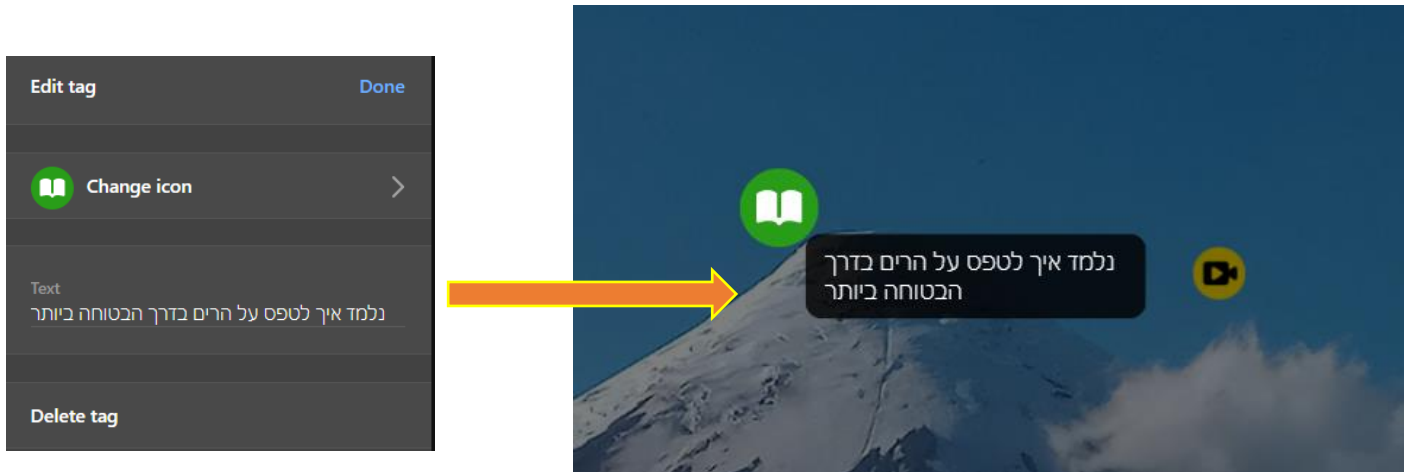 Edit tag
Done
Change icon
Text
נלמד איך לטפס על הרים בדרך הבטוחה ביותר
Delete tag
נלמד איך לטפס על הרים בדרך
הבטוחה ביותר